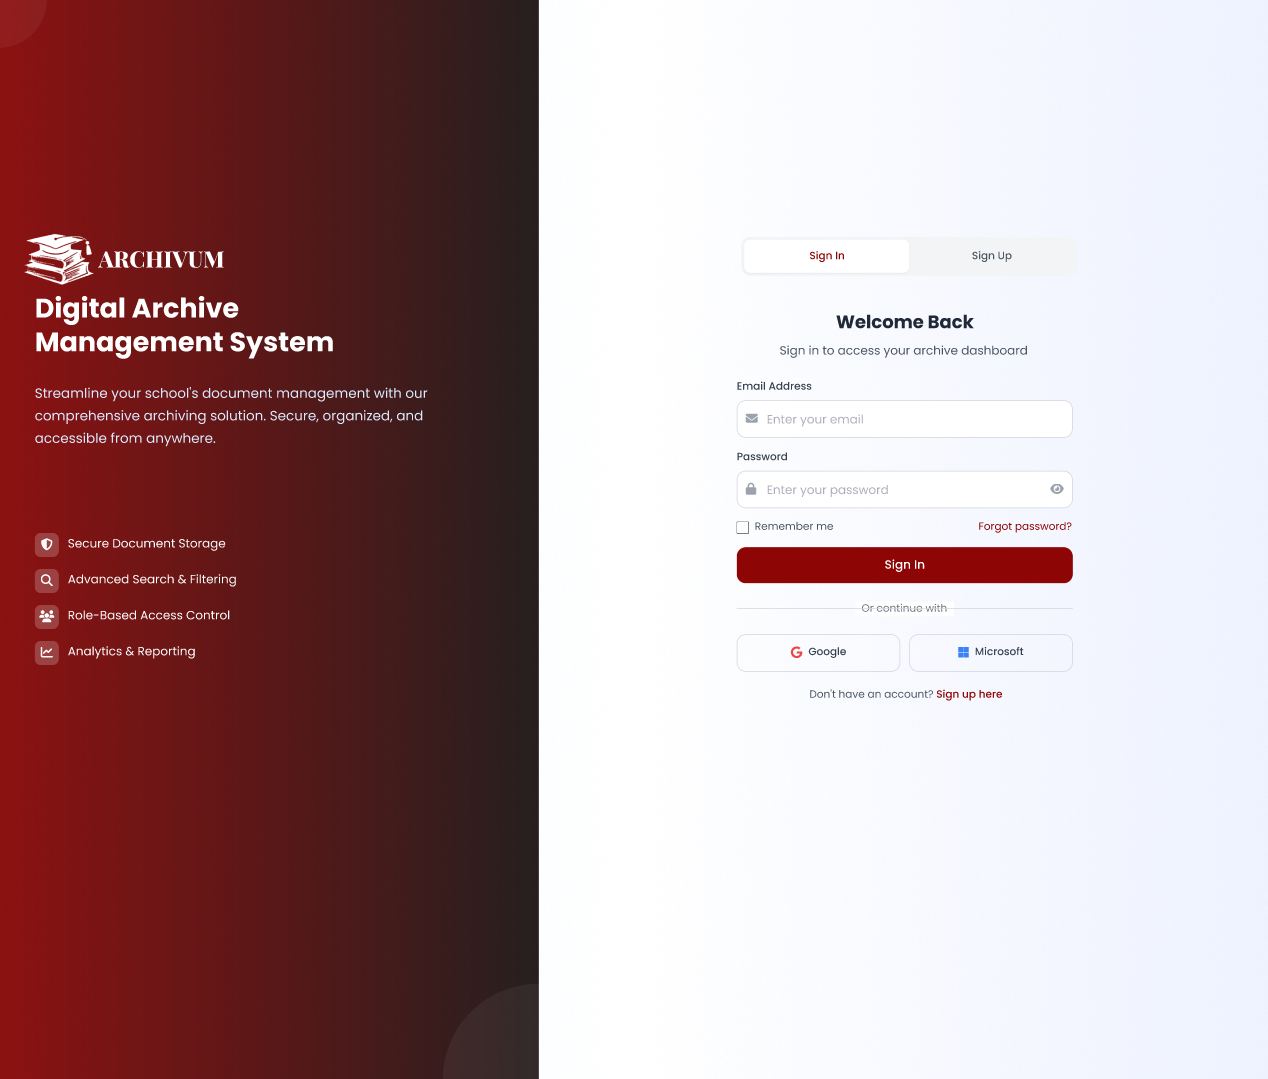 ARCHIVUM
Digital Archive
Management System
Streamline your school's document management with our
comprehensive archiving solution. Secure, organized, and
accessible from anywhere.
Secure Document Storage
Advanced Search & Filtering
Role-Based Access Control
Analytics & Reporting
Sign In
Sign Up
Welcome Back
Sign in to access your archive dashboard
Email Address
Enter your email
Password
Enter your password
Remember me
Forgot password?
Sign In
Or continue with
Google
Microsoft
Don't have an account? Sign up here